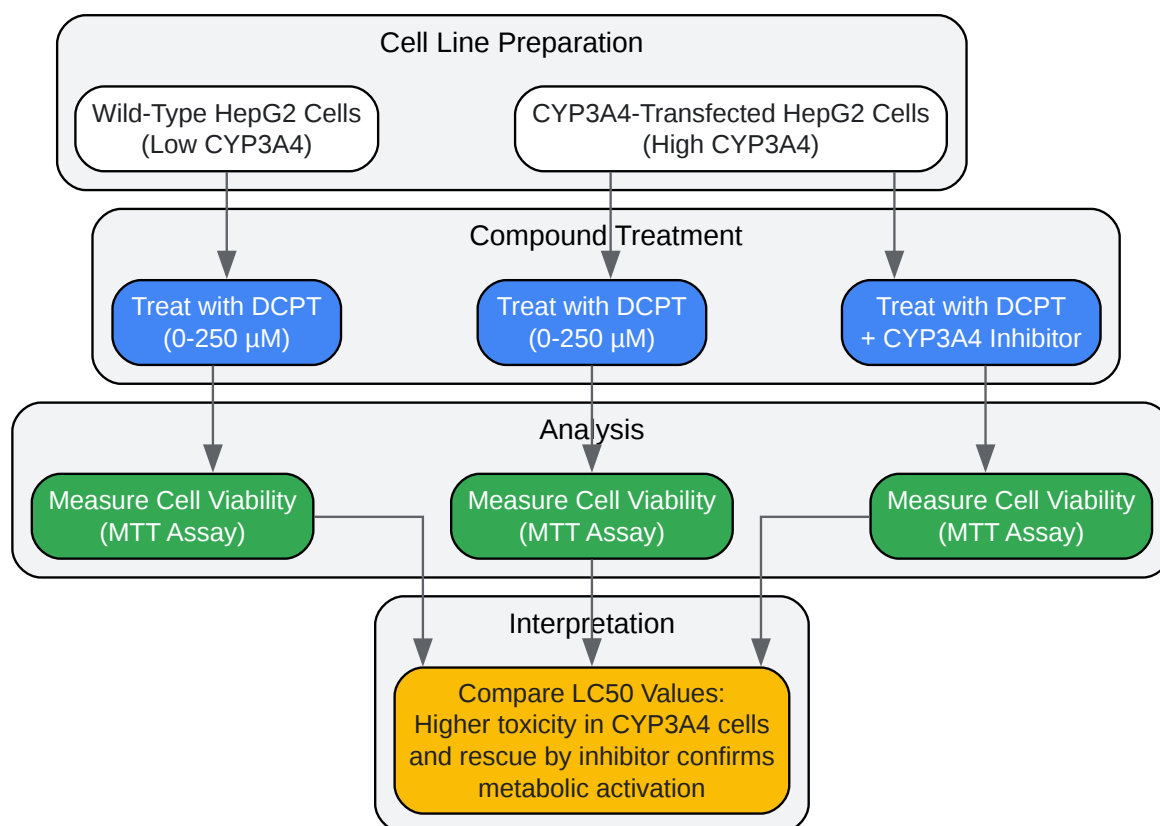 Cell Line Preparation
Wild-Type HepG2 Cells
(Low CYP3A4)
CYP3A4-Transfected HepG2 Cells
(High CYP3A4)
Compound Treatment
Treat with DCPT
(0-250 µM)
Treat with DCPT
(0-250 µM)
Treat with DCPT
+ CYP3A4 Inhibitor
Analysis
Measure Cell Viability
(MTT Assay)
Measure Cell Viability
(MTT Assay)
Measure Cell Viability
(MTT Assay)
Interpretation
Compare LC50 Values:
Higher toxicity in CYP3A4 cells
and rescue by inhibitor confirms
metabolic activation